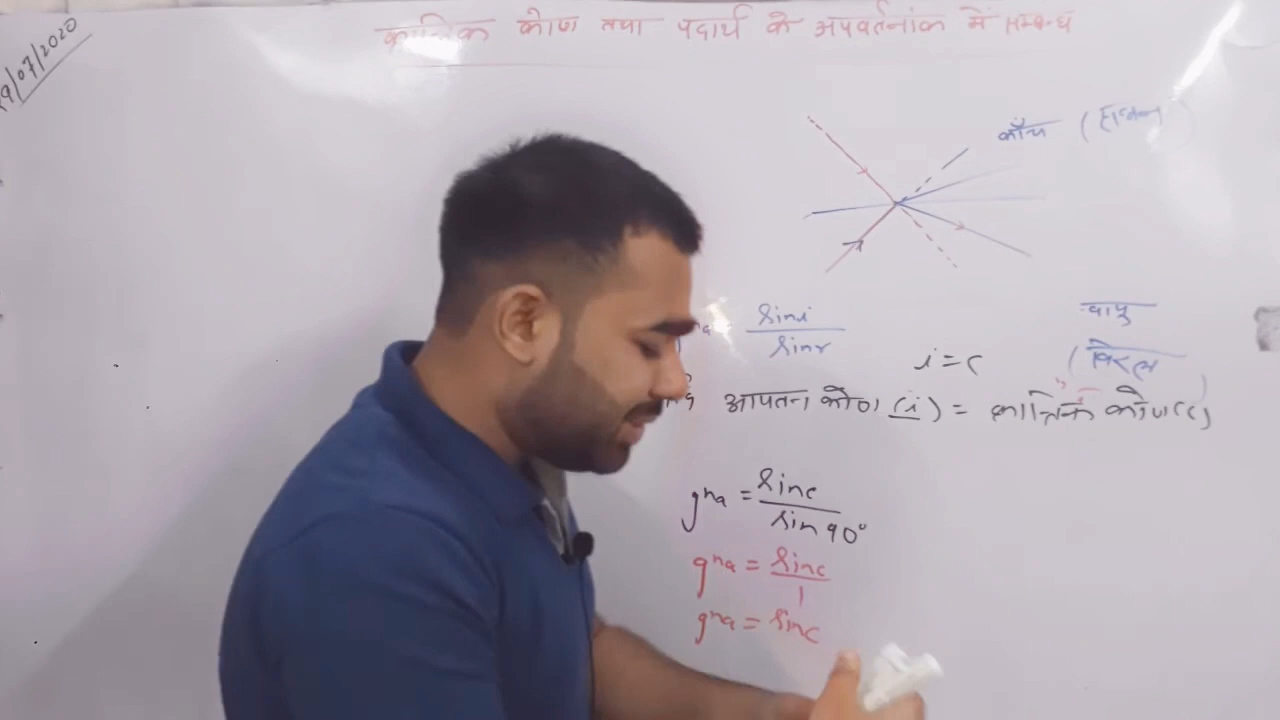 क्रान्तिक कोण तथा पदार्थ के अपवर्तनांक में सम्बन्ध
9/07/2020
काँच (सघन)
sini
sinr
वायु
(विरल)
i = c
आपतन कोण (i) = क्रान्तिक कोण (c)
gna = sinc
sin 90°
gna = sinc
1
gna = sinc